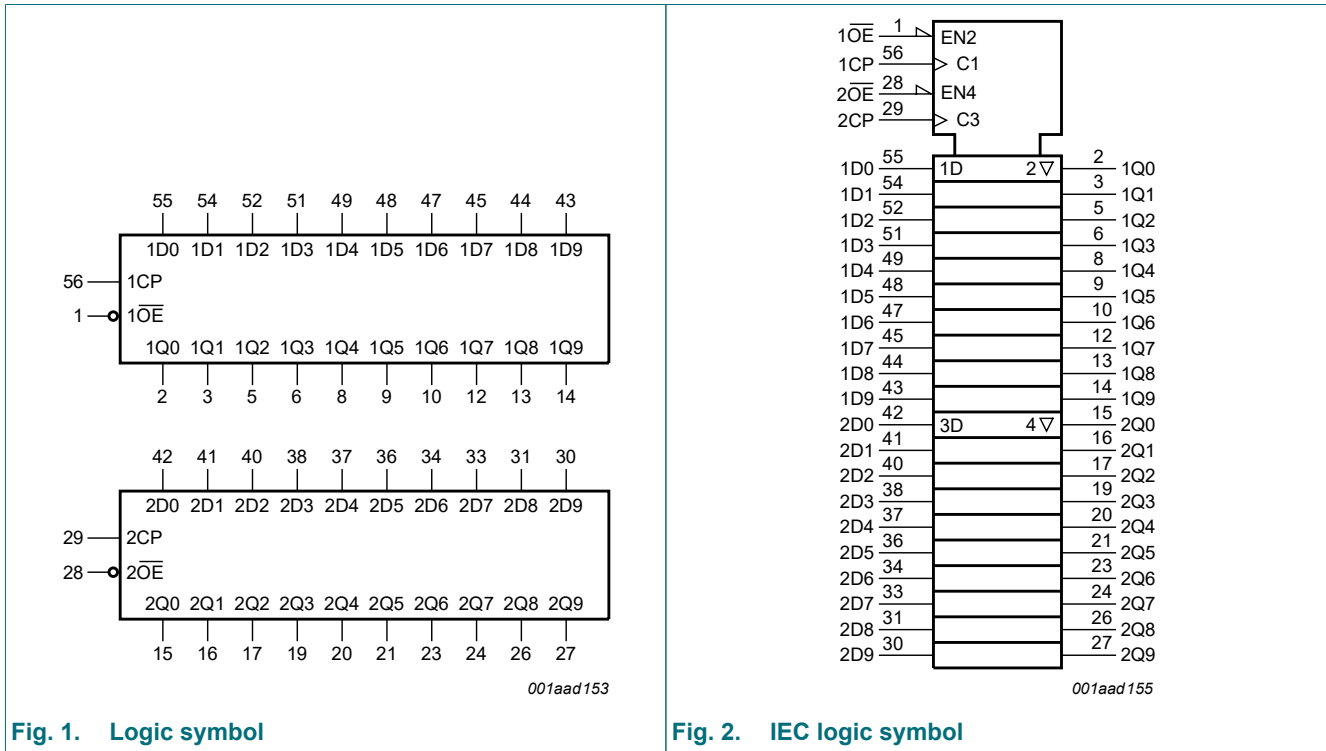 55 54 52 51 49 48 47 45 44 43
1D0 1D1 1D2 1D3 1D4 1D5 1D6 1D7 1D8 1D9
56 1CP
1 1O̅E̅
1Q0 1Q1 1Q2 1Q3 1Q4 1Q5 1Q6 1Q7 1Q8 1Q9
2 3 5 6 8 9 10 12 13 14
42 41 40 38 37 36 34 33 31 30
2D0 2D1 2D2 2D3 2D4 2D5 2D6 2D7 2D8 2D9
29 2CP
28 2O̅E̅
2Q0 2Q1 2Q2 2Q3 2Q4 2Q5 2Q6 2Q7 2Q8 2Q9
15 16 17 19 20 21 23 24 26 27
001aad153
Fig. 1. Logic symbol
1O̅E̅ 1 EN2
1CP 56 C1
2O̅E̅ 28 EN4
2CP 29 C3
1D0 55 1D 2 ▽ 2 1Q0
1D1 54 3 1Q1
1D2 52 5 1Q2
1D3 51 6 1Q3
1D4 49 8 1Q4
1D5 48 9 1Q5
1D6 47 10 1Q6
1D7 45 12 1Q7
1D8 44 13 1Q8
1D9 43 14 1Q9
2D0 42 3D 4 ▽ 15 2Q0
2D1 41 16 2Q1
2D2 40 17 2Q2
2D3 38 19 2Q3
2D4 37 20 2Q4
2D5 36 21 2Q5
2D6 34 23 2Q6
2D7 33 24 2Q7
2D8 31 26 2Q8
2D9 30 27 2Q9
001aad155
Fig. 2. IEC logic symbol